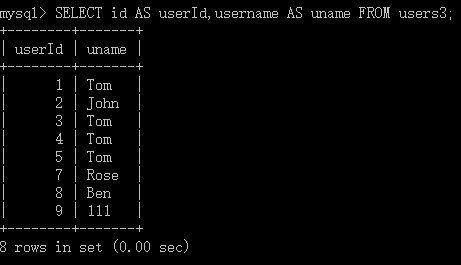 mysql> SELECT id AS userId,username AS uname FROM users3;
+--------+-------+
| userId | uname |
+--------+-------+
|      1 | Tom   |
|      2 | John  |
|      3 | Tom   |
|      4 | Tom   |
|      5 | Tom   |
|      7 | Rose  |
|      8 | Ben   |
|      9 | 111   |
+--------+-------+
8 rows in set (0.00 sec)